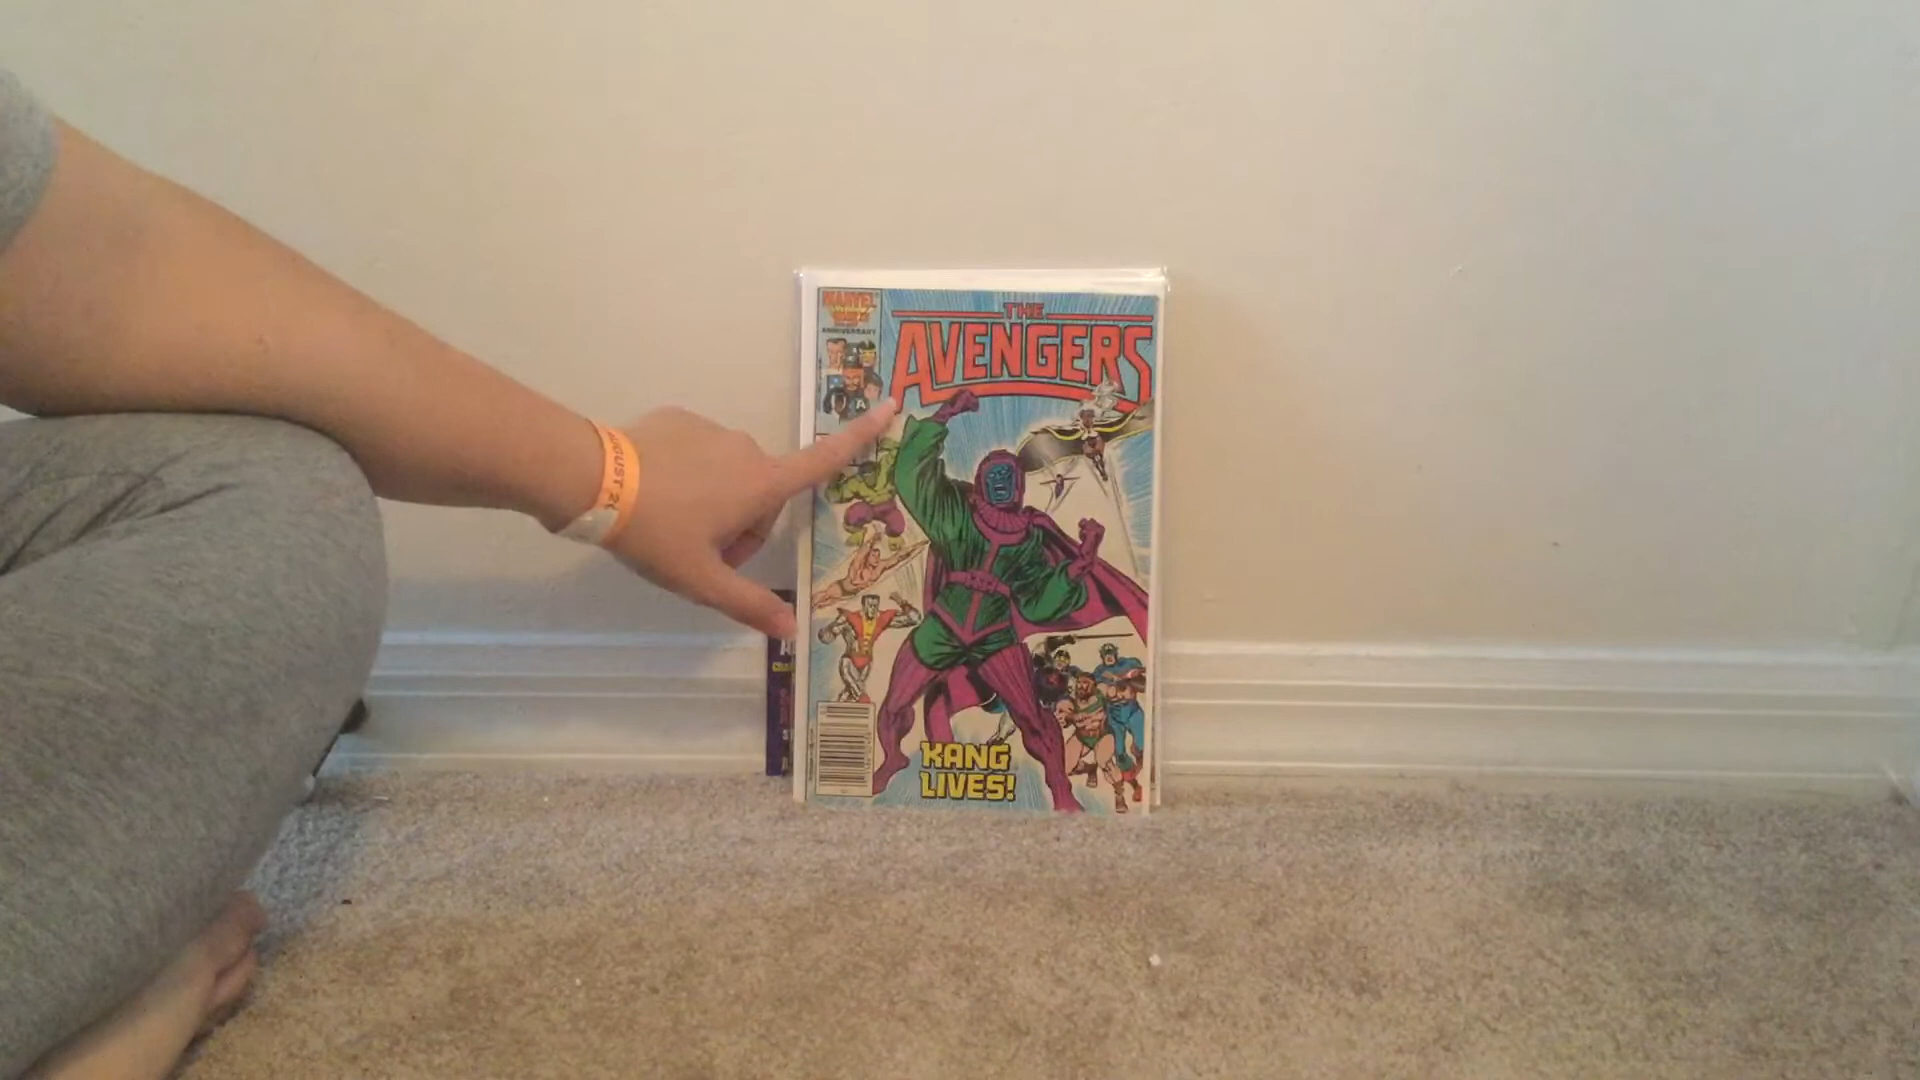 MARVEL
ANNIVERSARY
THE
AVENGERS
A
KANG
LIVES!
AUGUST 2